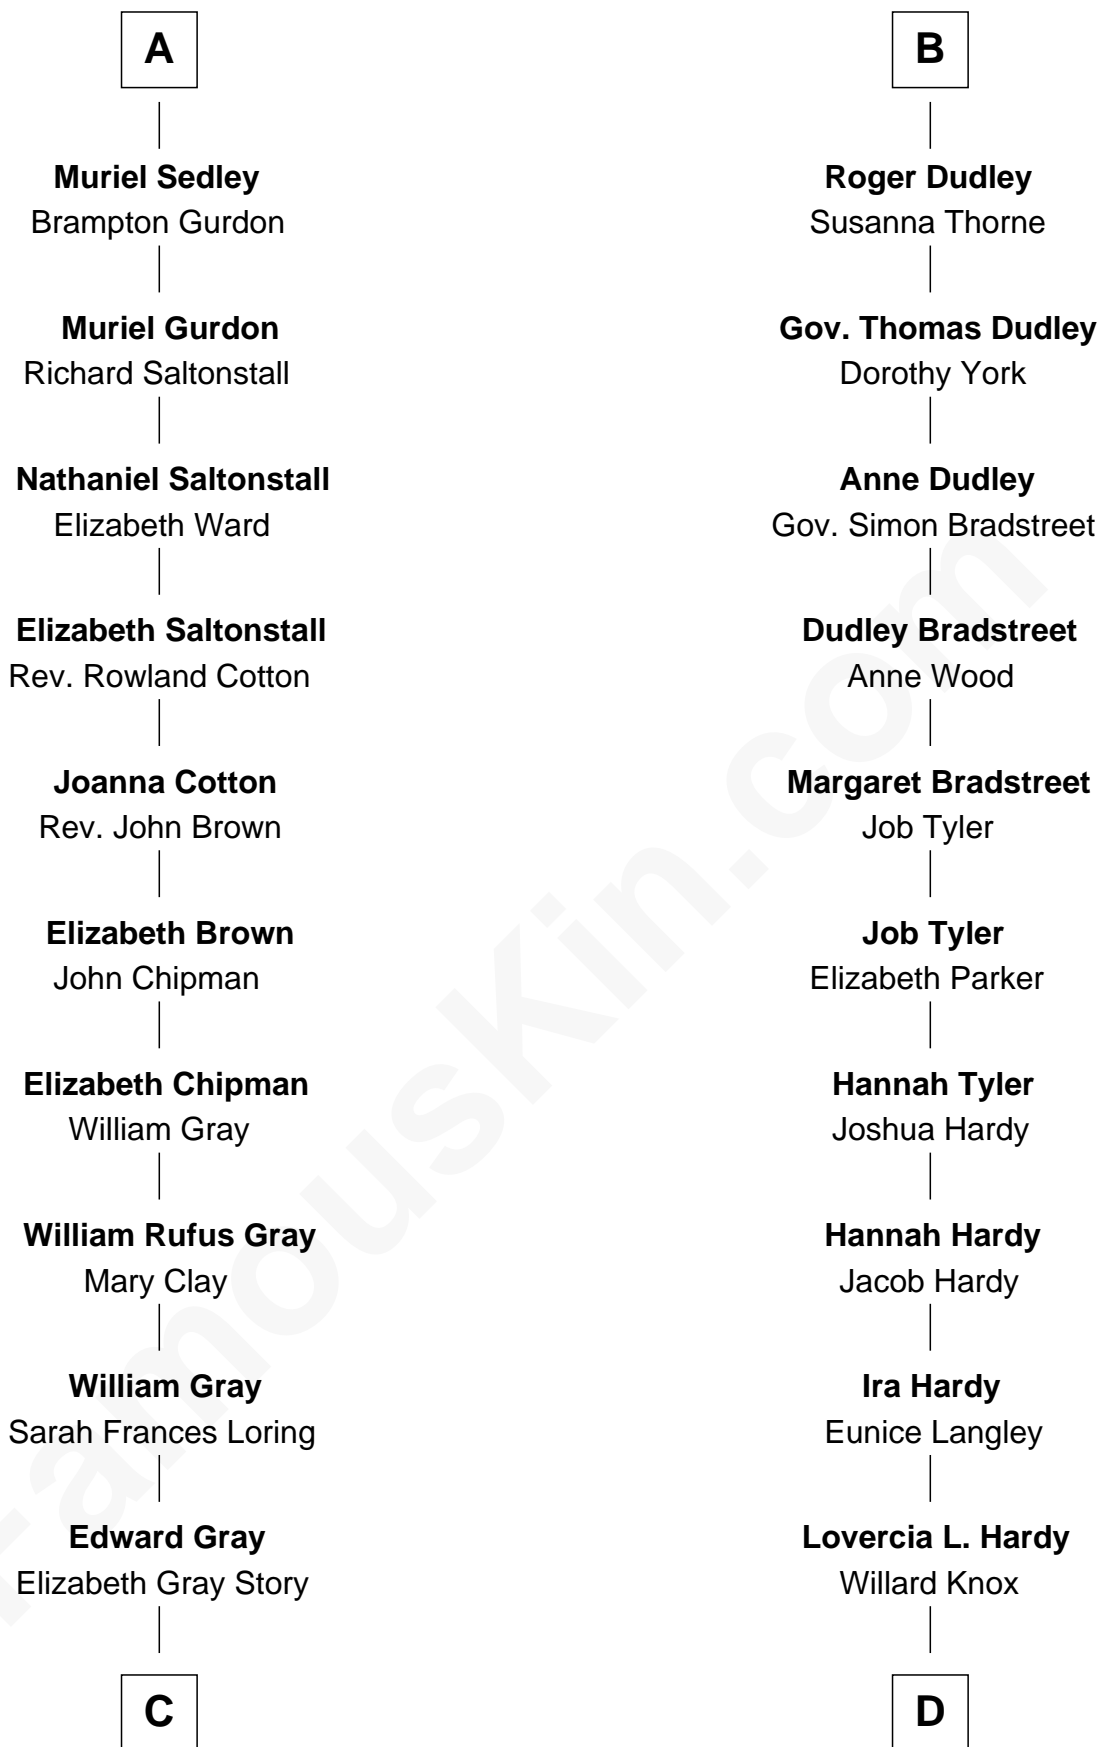 A
Muriel Sedley
Brampton Gurdon
Muriel Gurdon
Richard Saltonstall
Nathaniel Saltonstall
Elizabeth Ward
Elizabeth Saltonstall
Rev. Rowland Cotton
Joanna Cotton
Rev. John Brown
Elizabeth Brown
John Chipman
Elizabeth Chipman
William Gray
William Rufus Gray
Mary Clay
William Gray
Sarah Frances Loring
Edward Gray
Elizabeth Gray Story
C
B
Roger Dudley
Susanna Thorne
Gov. Thomas Dudley
Dorothy York
Anne Dudley
Gov. Simon Bradstreet
Dudley Bradstreet
Anne Wood
Margaret Bradstreet
Job Tyler
Job Tyler
Elizabeth Parker
Hannah Tyler
Joshua Hardy
Hannah Hardy
Jacob Hardy
Ira Hardy
Eunice Langley
Lovercia L. Hardy
Willard Knox
D
FamousKin.com